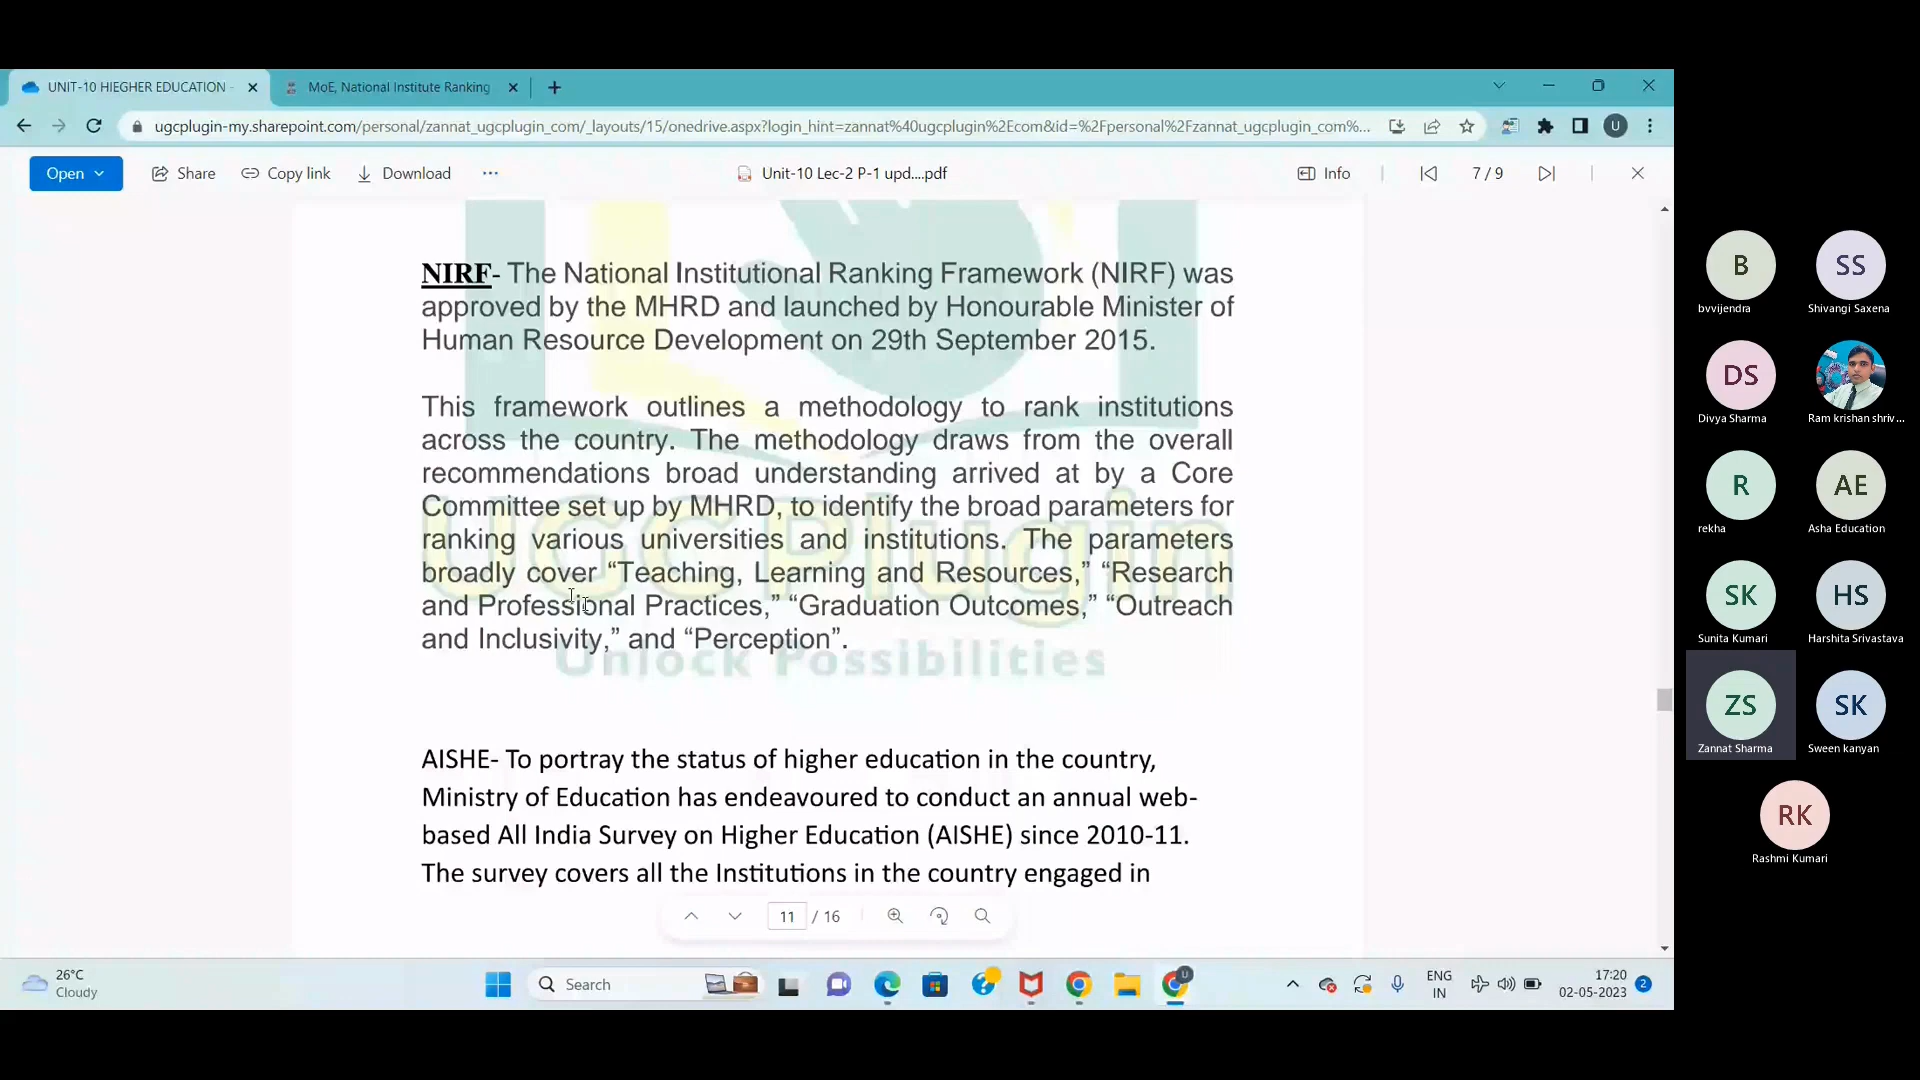 UNIT-10 HIEGHER EDUCATION -
MoE, National Institute Ranking
ugcplugin-my.sharepoint.com/personal/zannat_ugcplugin_com/_layouts/15/onedrive.aspx?login_hint=zannat%40ugcplugin%2Ecom&id=%2Fpersonal%2Fzannat_ugcplugin_com%...
U
Open
Share
Copy link
Download
Unit-10 Lec-2 P-1 upd....pdf
Info
7 / 9
NIRF- The National Institutional Ranking Framework (NIRF) was
approved by the MHRD and launched by Honourable Minister of
Human Resource Development on 29th September 2015.
This framework outlines a methodology to rank institutions
across the country. The methodology draws from the overall
recommendations broad understanding arrived at by a Core
Committee set up by MHRD, to identify the broad parameters for
ranking various universities and institutions. The parameters
broadly cover “Teaching, Learning and Resources,” “Research
and Professional Practices,” “Graduation Outcomes,” “Outreach
and Inclusivity,” and “Perception”.
UGCPlugin
Unlock Possibilities
AISHE- To portray the status of higher education in the country,
Ministry of Education has endeavoured to conduct an annual web-
based All India Survey on Higher Education (AISHE) since 2010-11.
The survey covers all the Institutions in the country engaged in
11 / 16
26°C
Cloudy
Search
U
ENG
IN
17:20
02-05-2023
2
B
bvvijendra
SS
Shivangi Saxena
DS
Divya Sharma
Ram krishan shriv...
R
rekha
AE
Asha Education
SK
Sunita Kumari
HS
Harshita Srivastava
ZS
Zannat Sharma
SK
Sween kanyan
RK
Rashmi Kumari